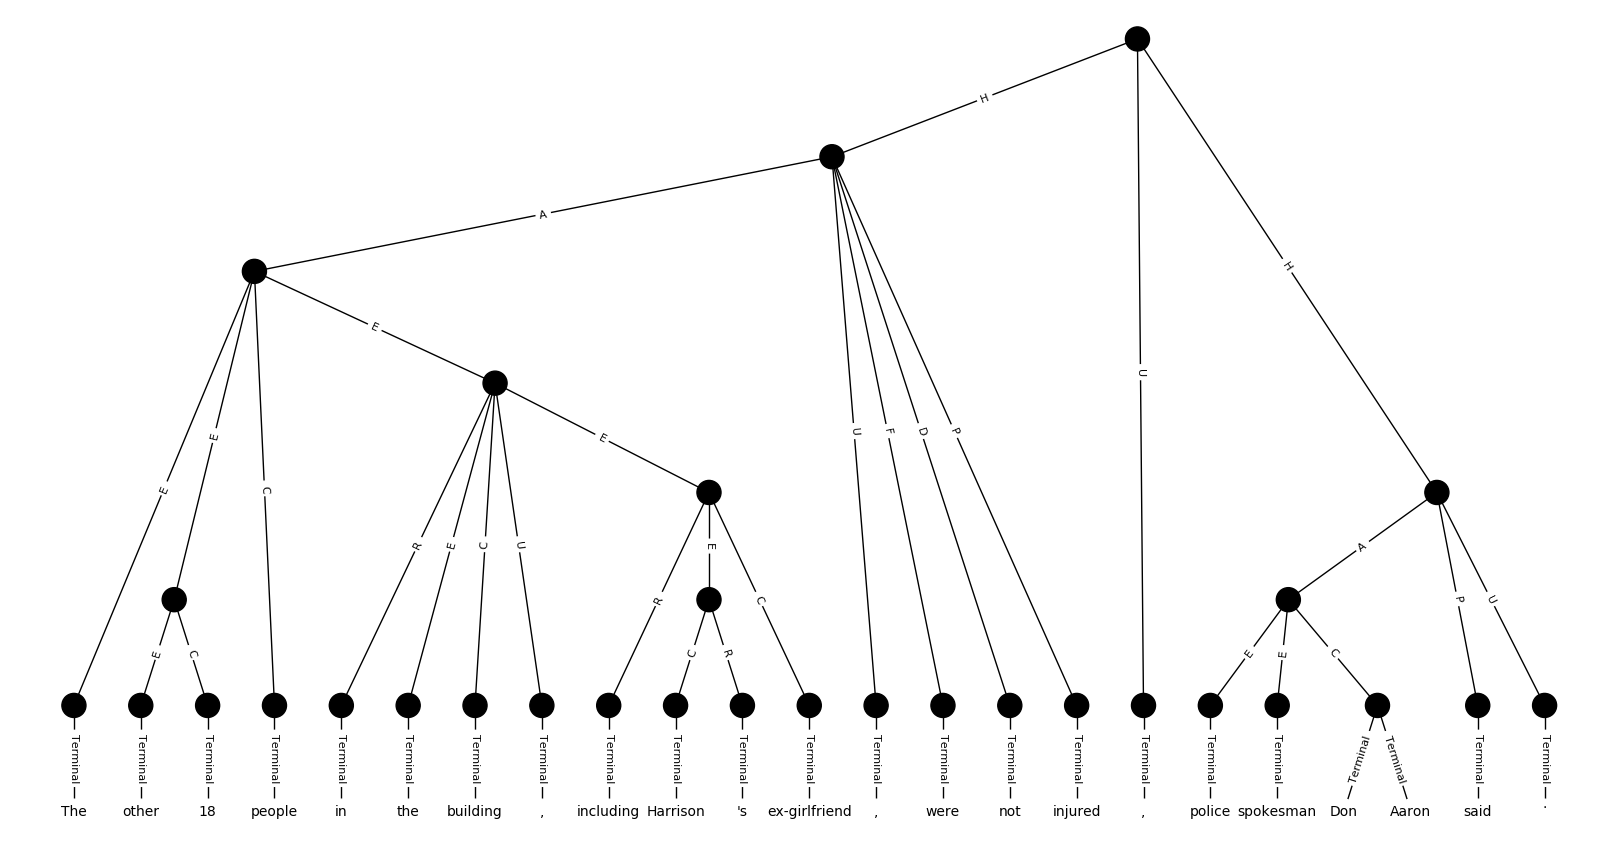 H
A
H
E
U
E
E
U
F
D
P
E
C
R
E
C
U
E
A
R
C
P
U
E
C
C
R
E
E
C
Terminal Terminal Terminal Terminal Terminal Terminal Terminal Terminal Terminal Terminal Terminal Terminal Terminal Terminal Terminal Terminal Terminal Terminal Terminal Terminal Terminal Terminal Terminal
The other 18 people in the building , including Harrison 's ex-girlfriend , were not injured , police spokesman Don Aaron said .